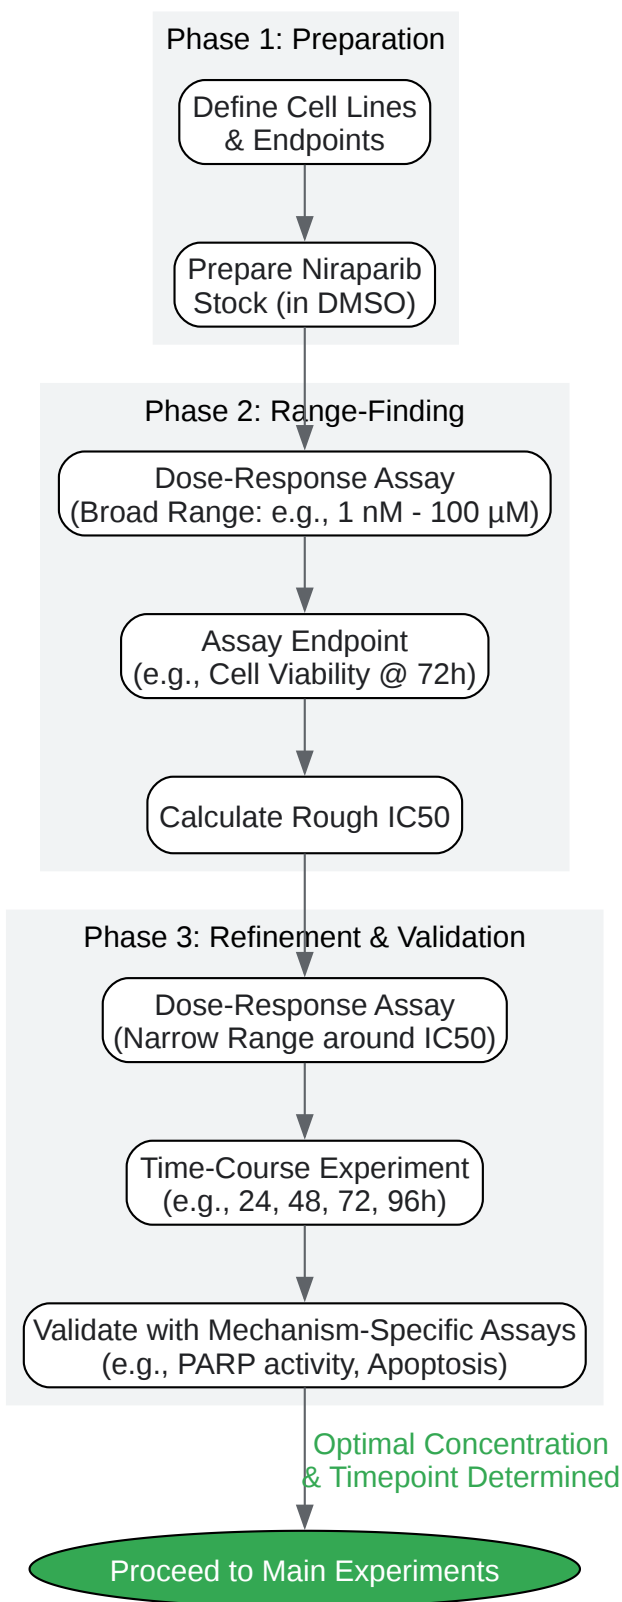 Phase 1: Preparation
Define Cell Lines
& Endpoints
Prepare Niraparib
Stock (in DMSO)
Phase 2: Range-Finding
Dose-Response Assay
(Broad Range: e.g., 1 nM - 100 µM)
Assay Endpoint
(e.g., Cell Viability @ 72h)
Calculate Rough IC50
Phase 3: Refinement & Validation
Dose-Response Assay
(Narrow Range around IC50)
Time-Course Experiment
(e.g., 24, 48, 72, 96h)
Validate with Mechanism-Specific Assays
(e.g., PARP activity, Apoptosis)
Optimal Concentration
& Timepoint Determined
Proceed to Main Experiments